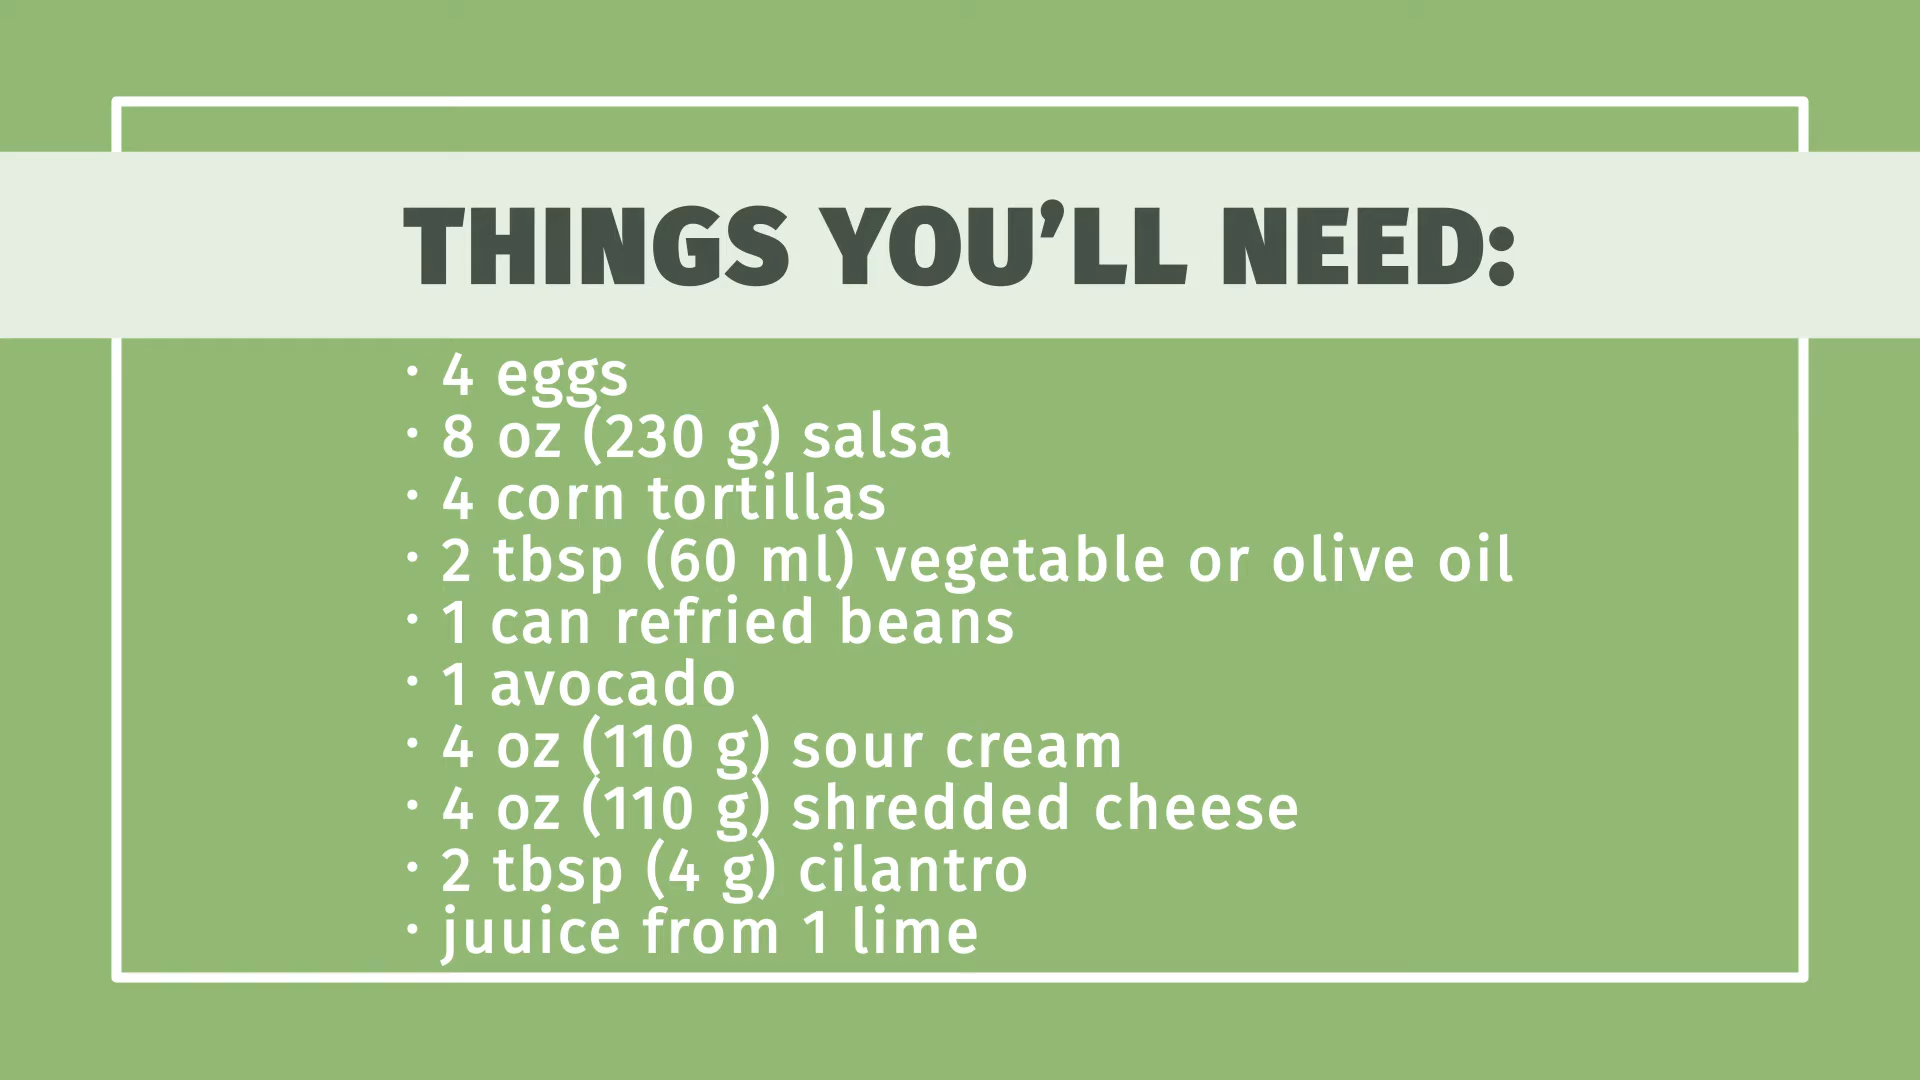 THINGS YOU’LL NEED:
· 4 eggs
· 8 oz (230 g) salsa
· 4 corn tortillas
· 2 tbsp (60 ml) vegetable or olive oil
· 1 can refried beans
· 1 avocado
· 4 oz (110 g) sour cream
· 4 oz (110 g) shredded cheese
· 2 tbsp (4 g) cilantro
· juuice from 1 lime